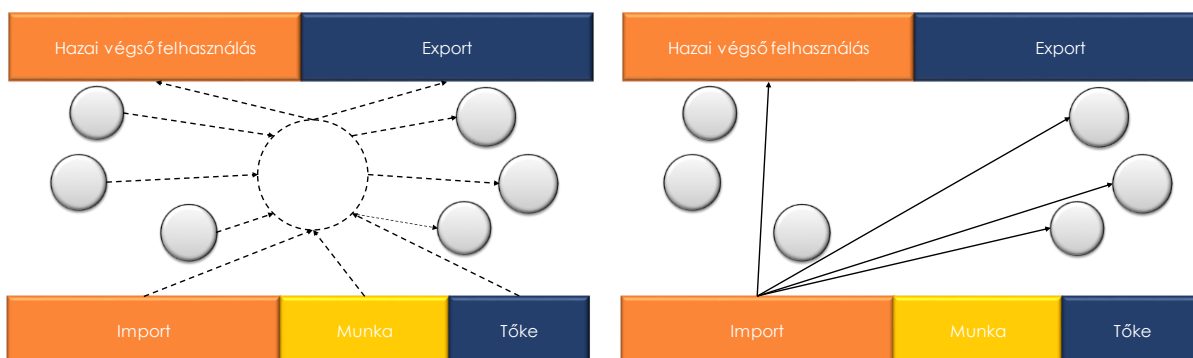 Hazai végső felhasználás
Export
Import
Munka
Tőke
Hazai végső felhasználás
Export
Import
Munka
Tőke